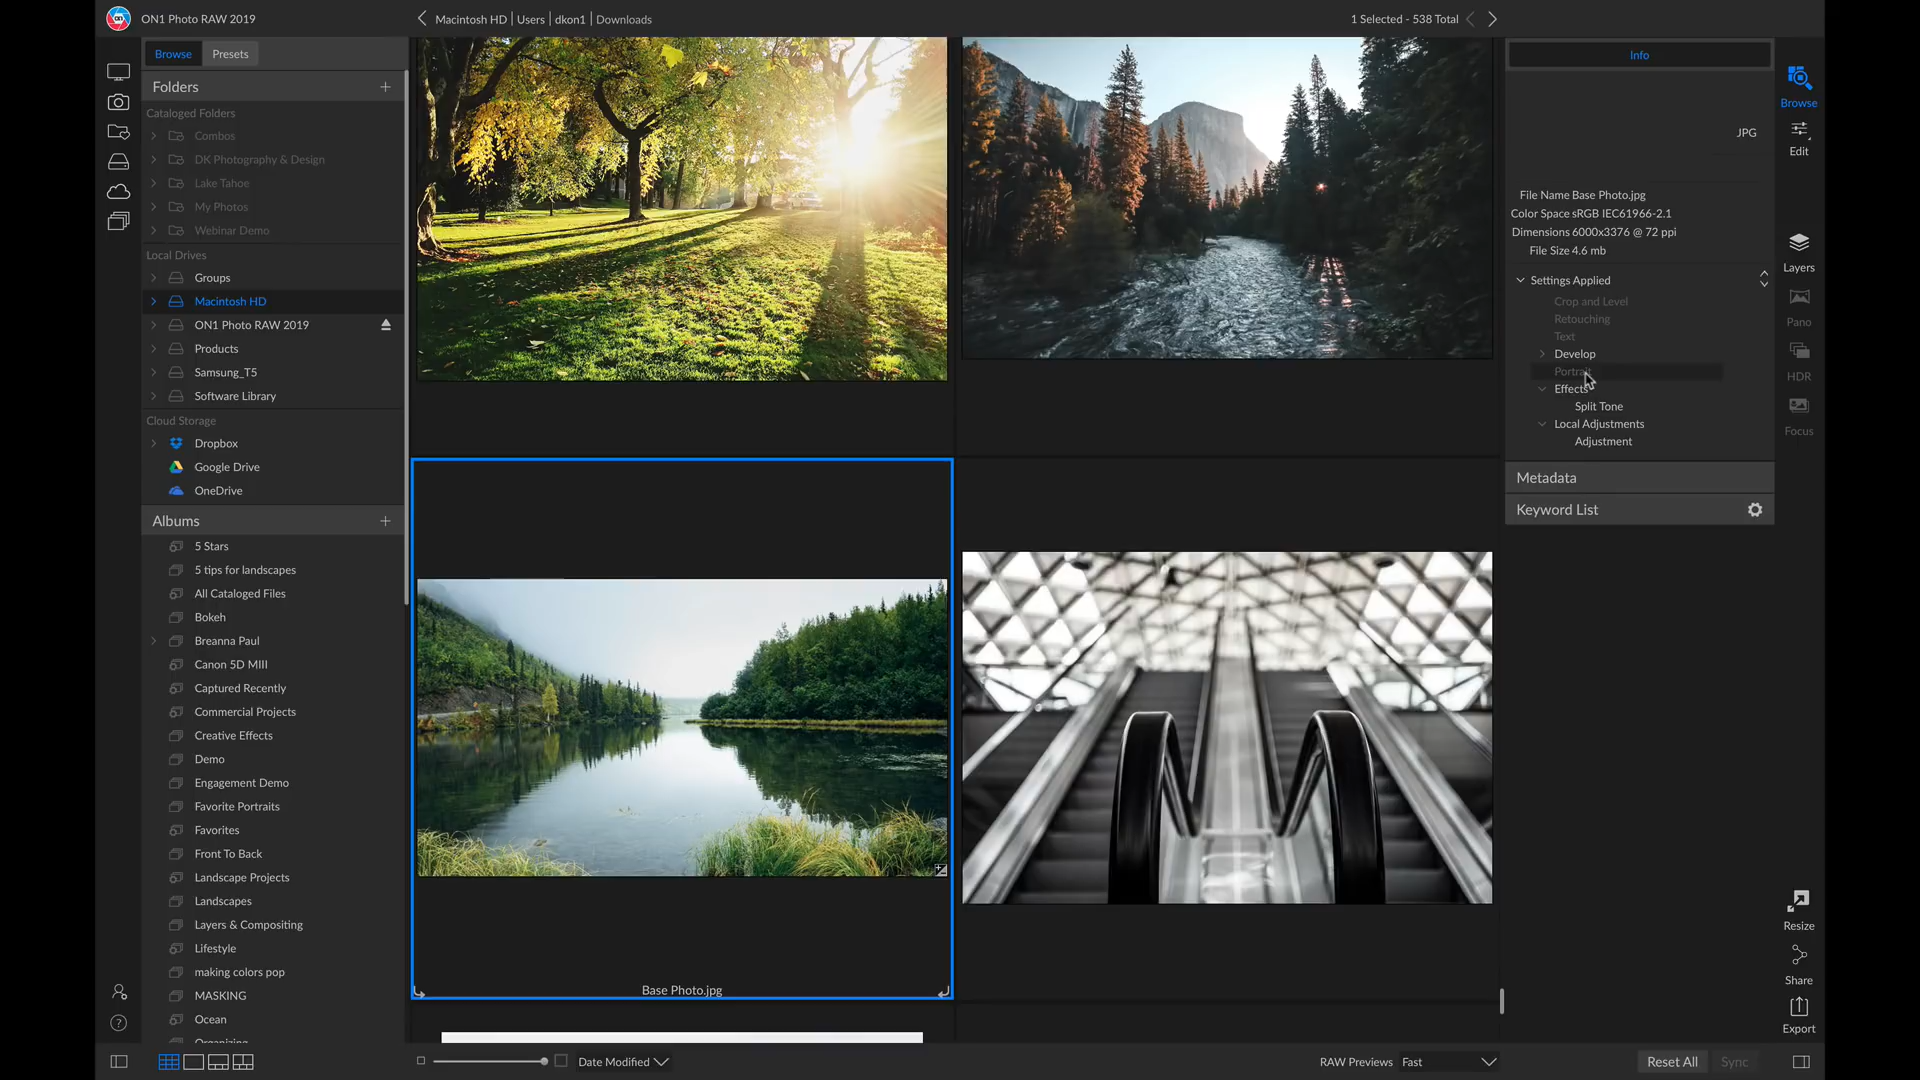 ON1 Photo RAW 2019
Macintosh HD | Users | dkon1 | Downloads
1 Selected - 538 Total
Browse
Presets
Folders
Cataloged Folders
Combos
DK Photography & Design
Lake Tahoe
My Photos
Webinar Demo
Local Drives
Groups
Macintosh HD
ON1 Photo RAW 2019
Products
Samsung_T5
Software Library
Cloud Storage
Dropbox
Google Drive
OneDrive
Albums
5 Stars
5 tips for landscapes
All Cataloged Files
Bokeh
Breanna Paul
Canon 5D MIII
Captured Recently
Commercial Projects
Creative Effects
Demo
Engagement Demo
Favorite Portraits
Favorites
Front To Back
Landscape Projects
Landscapes
Layers & Compositing
Lifestyle
making colors pop
MASKING
Ocean
Organizing
Base Photo.jpg
Date Modified
RAW Previews Fast
Reset All
Sync
Info
JPG
File Name Base Photo.jpg
Color Space sRGB IEC61966-2.1
Dimensions 6000x3376 @ 72 ppi
File Size 4.6 mb
Settings Applied
Crop and Level
Retouching
Text
Develop
Portrait
Effects
Split Tone
Local Adjustments
Adjustment
Metadata
Keyword List
Browse
Edit
Layers
Pano
HDR
Focus
Resize
Share
Export